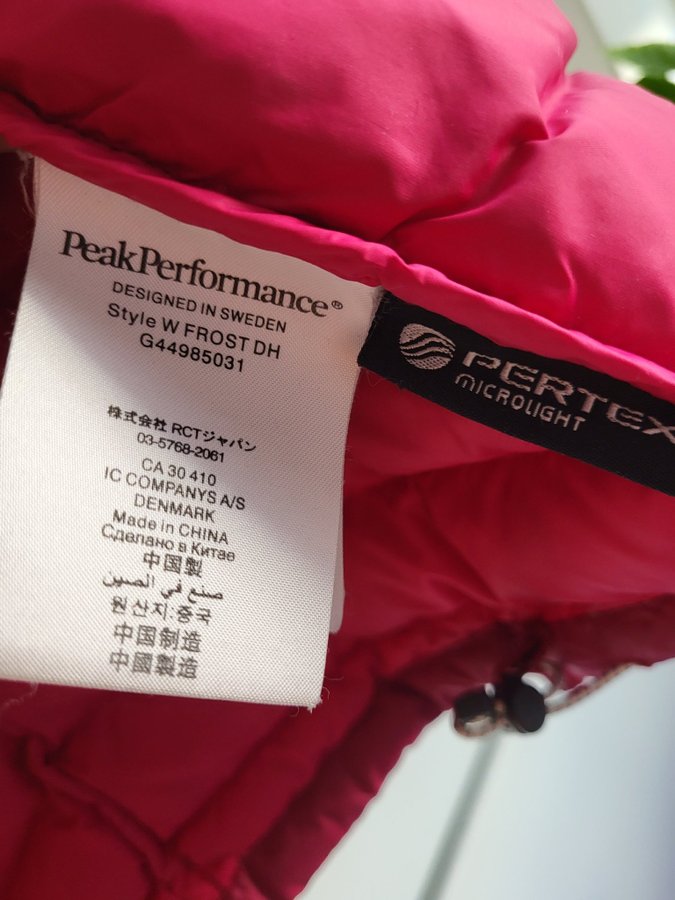 PeakPerformance®
DESIGNED IN SWEDEN
Style W FROST DH
G44985031
株式会社 RCTジャパン
03-5768-2061
CA 30 410
IC COMPANYS A/S
DENMARK
Made in CHINA
Сделано в Китае
中国製
صنع في الصين
원산지:중국
中国制造
中國製造
PERTEX
MICROLIGHT